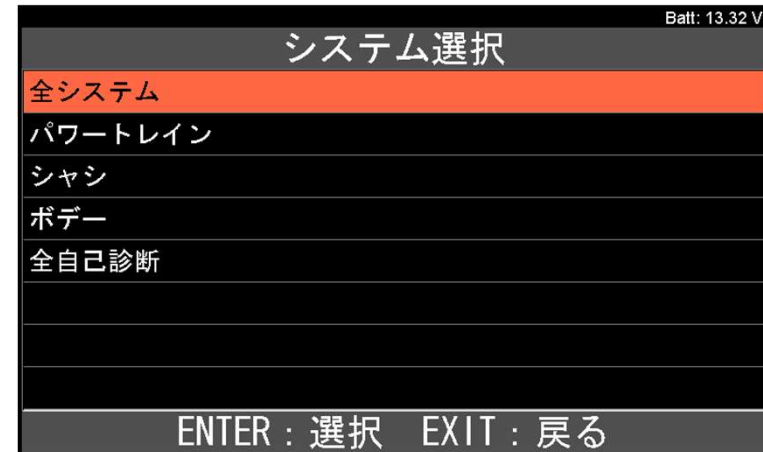 Batt: 13.32 V
システム選択
全システム
パワートレイン
シャシ
ボデー
全自己診断
ENTER：選択　EXIT：戻る